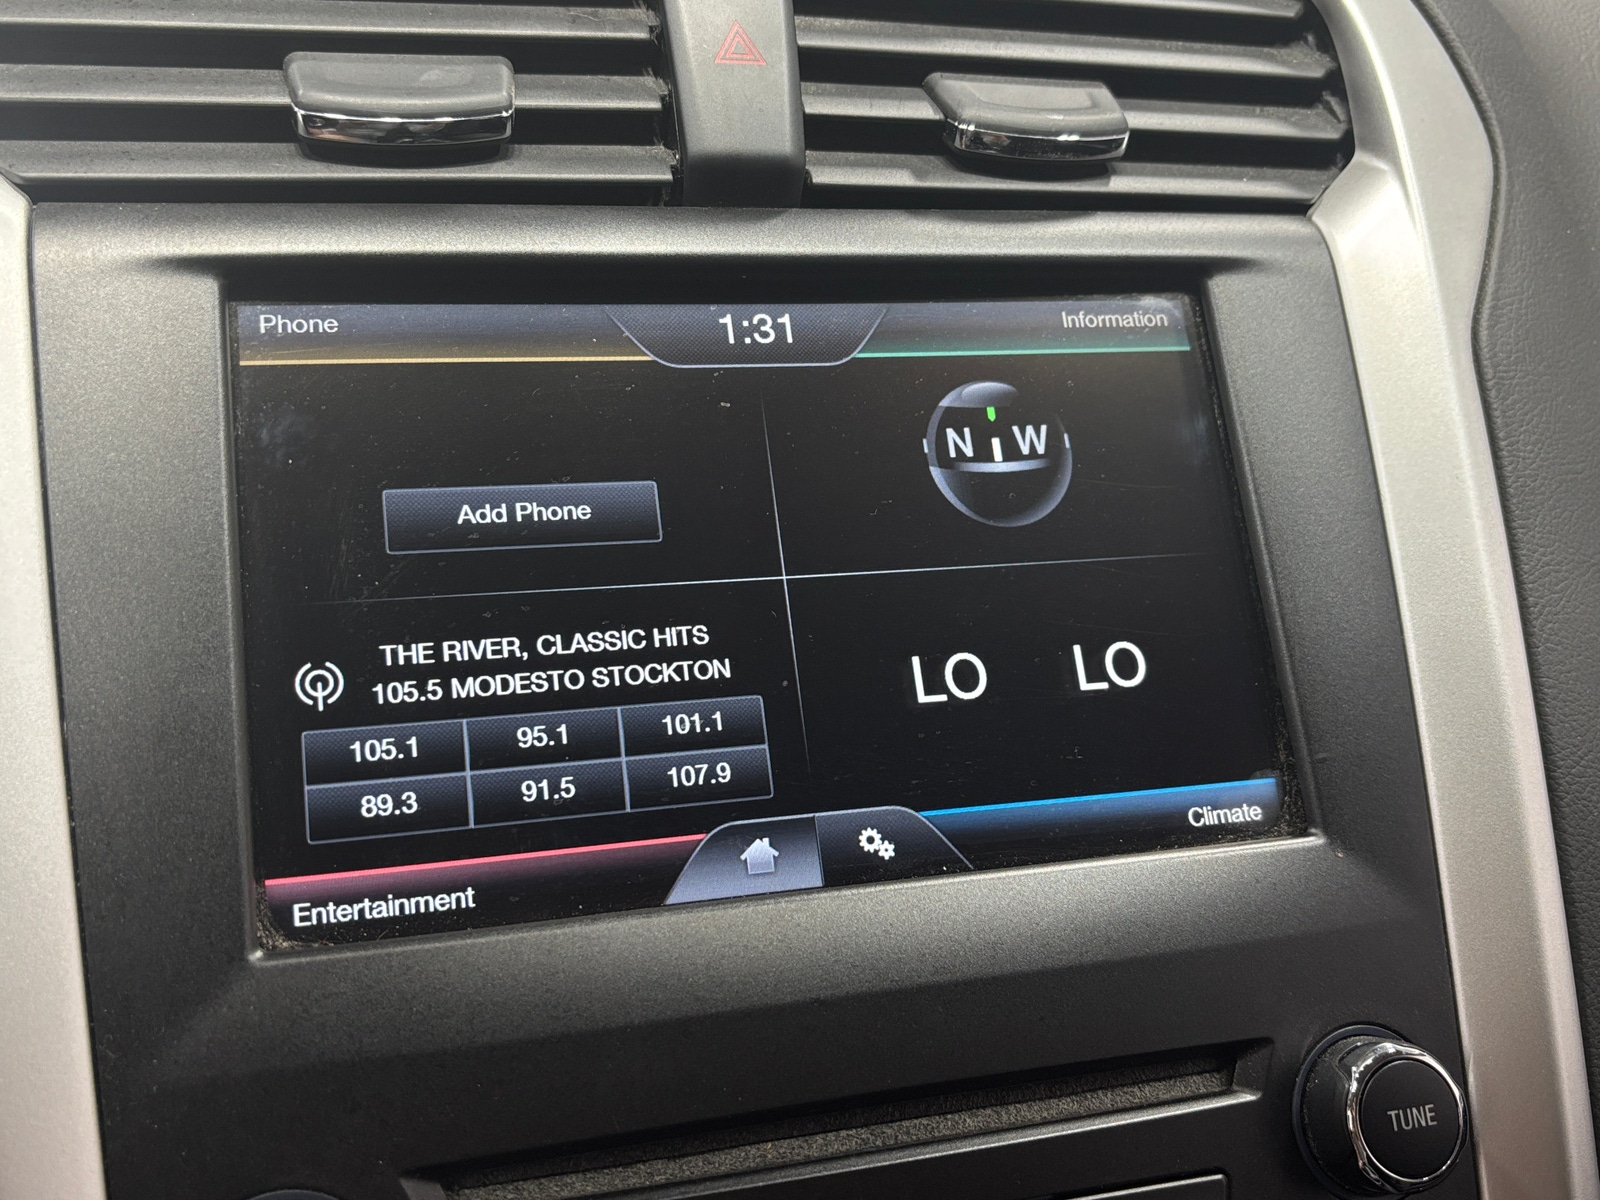 Phone
1:31
Information
N W
Add Phone
THE RIVER, CLASSIC HITS
105.5 MODESTO STOCKTON
105.1 95.1 101.1
89.3 91.5 107.9
LO LO
Climate
Entertainment
TUNE